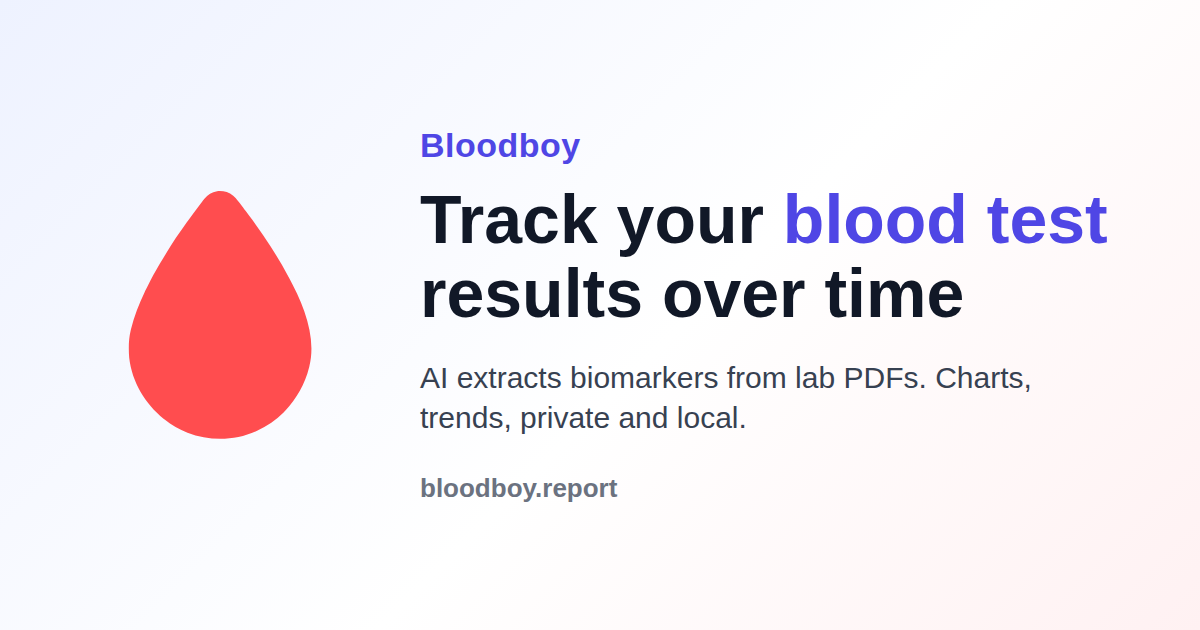 Bloodboy
Track your blood test
results over time
AI extracts biomarkers from lab PDFs. Charts,
trends, private and local.
bloodboy.report